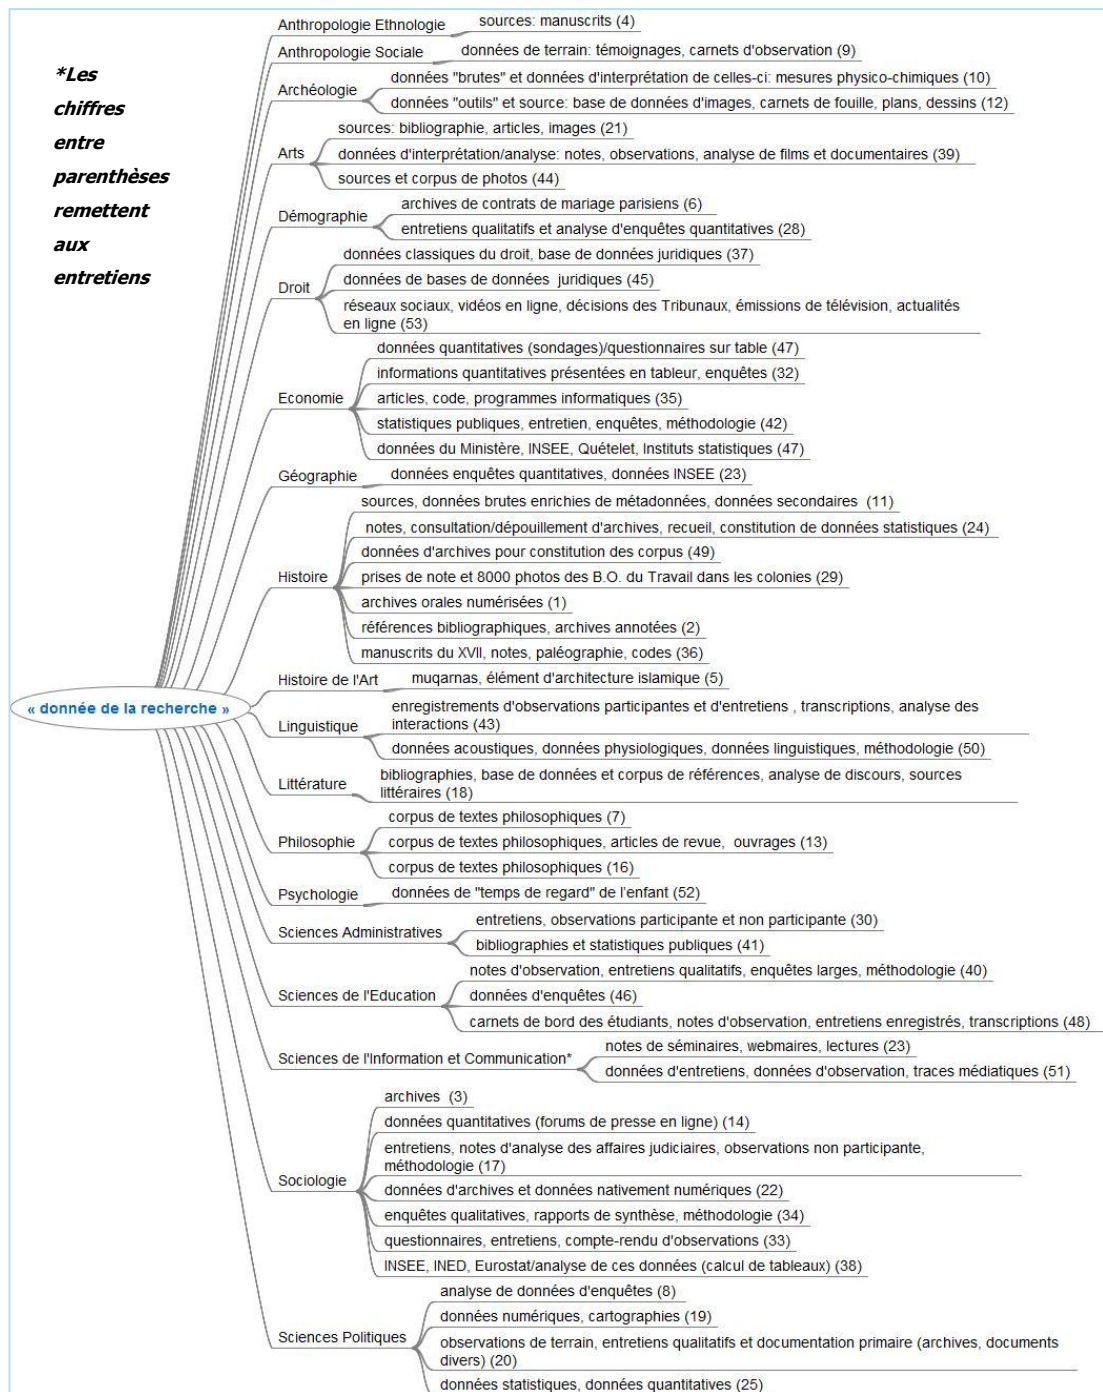 *Les
chiffres
entre
parenthèses
remettent
aux
entretiens
« donnée de la recherche »
Anthropologie Ethnologie
sources: manuscrits (4)
Anthropologie Sociale
données de terrain: témoignages, carnets d'observation (9)
Archéologie
données "brutes" et données d'interprétation de celles-ci: mesures physico-chimiques (10)
données "outils" et source: base de données d'images, carnets de fouille, plans, dessins (12)
Arts
sources: bibliographie, articles, images (21)
données d'interprétation/analyse: notes, observations, analyse de films et documentaires (39)
sources et corpus de photos (44)
Démographie
archives de contrats de mariage parisiens (6)
entretiens qualitatifs et analyse d'enquêtes quantitatives (28)
Droit
données classiques du droit, base de données juridiques (37)
données de bases de données juridiques (45)
réseaux sociaux, vidéos en ligne, décisions des Tribunaux, émissions de télévision, actualités
en ligne (53)
Economie
données quantitatives (sondages)/questionnaires sur table (47)
informations quantitatives présentées en tableur, enquêtes (32)
articles, code, programmes informatiques (35)
statistiques publiques, entretien, enquêtes, méthodologie (42)
données du Ministère, INSEE, Quételet, Instituts statistiques (47)
Géographie
données enquêtes quantitatives, données INSEE (23)
Histoire
sources, données brutes enrichies de métadonnées, données secondaires (11)
notes, consultation/dépouillement d'archives, recueil, constitution de données statistiques (24)
données d'archives pour constitution des corpus (49)
prises de note et 8000 photos des B.O. du Travail dans les colonies (29)
archives orales numérisées (1)
références bibliographiques, archives annotées (2)
manuscrits du XVII, notes, paléographie, codes (36)
Histoire de l'Art
muqarnas, élément d'architecture islamique (5)
Linguistique
enregistrements d'observations participantes et d'entretiens , transcriptions, analyse des
interactions (43)
données acoustiques, données physiologiques, données linguistiques, méthodologie (50)
Littérature
bibliographies, base de données et corpus de références, analyse de discours, sources
littéraires (18)
Philosophie
corpus de textes philosophiques (7)
corpus de textes philosophiques, articles de revue, ouvrages (13)
corpus de textes philosophiques (16)
Psychologie
données de "temps de regard" de l'enfant (52)
Sciences Administratives
entretiens, observations participante et non participante (30)
bibliographies et statistiques publiques (41)
Sciences de l'Education
notes d'observation, entretiens qualitatifs, enquêtes larges, méthodologie (40)
données d'enquêtes (46)
carnets de bord des étudiants, notes d'observation, entretiens enregistrés, transcriptions (48)
Sciences de l'Information et Communication*
notes de séminaires, webmaires, lectures (23)
données d'entretiens, données d'observation, traces médiatiques (51)
Sociologie
archives (3)
données quantitatives (forums de presse en ligne) (14)
entretiens, notes d'analyse des affaires judiciaires, observations non participante,
méthodologie (17)
données d'archives et données nativement numériques (22)
enquêtes qualitatives, rapports de synthèse, méthodologie (34)
questionnaires, entretiens, compte-rendu d'observations (33)
INSEE, INED, Eurostat/analyse de ces données (calcul de tableaux) (38)
Sciences Politiques
analyse de données d'enquêtes (8)
données numériques, cartographies (19)
observations de terrain, entretiens qualitatifs et documentation primaire (archives, documents
divers) (20)
données statistiques, données quantitatives (25)